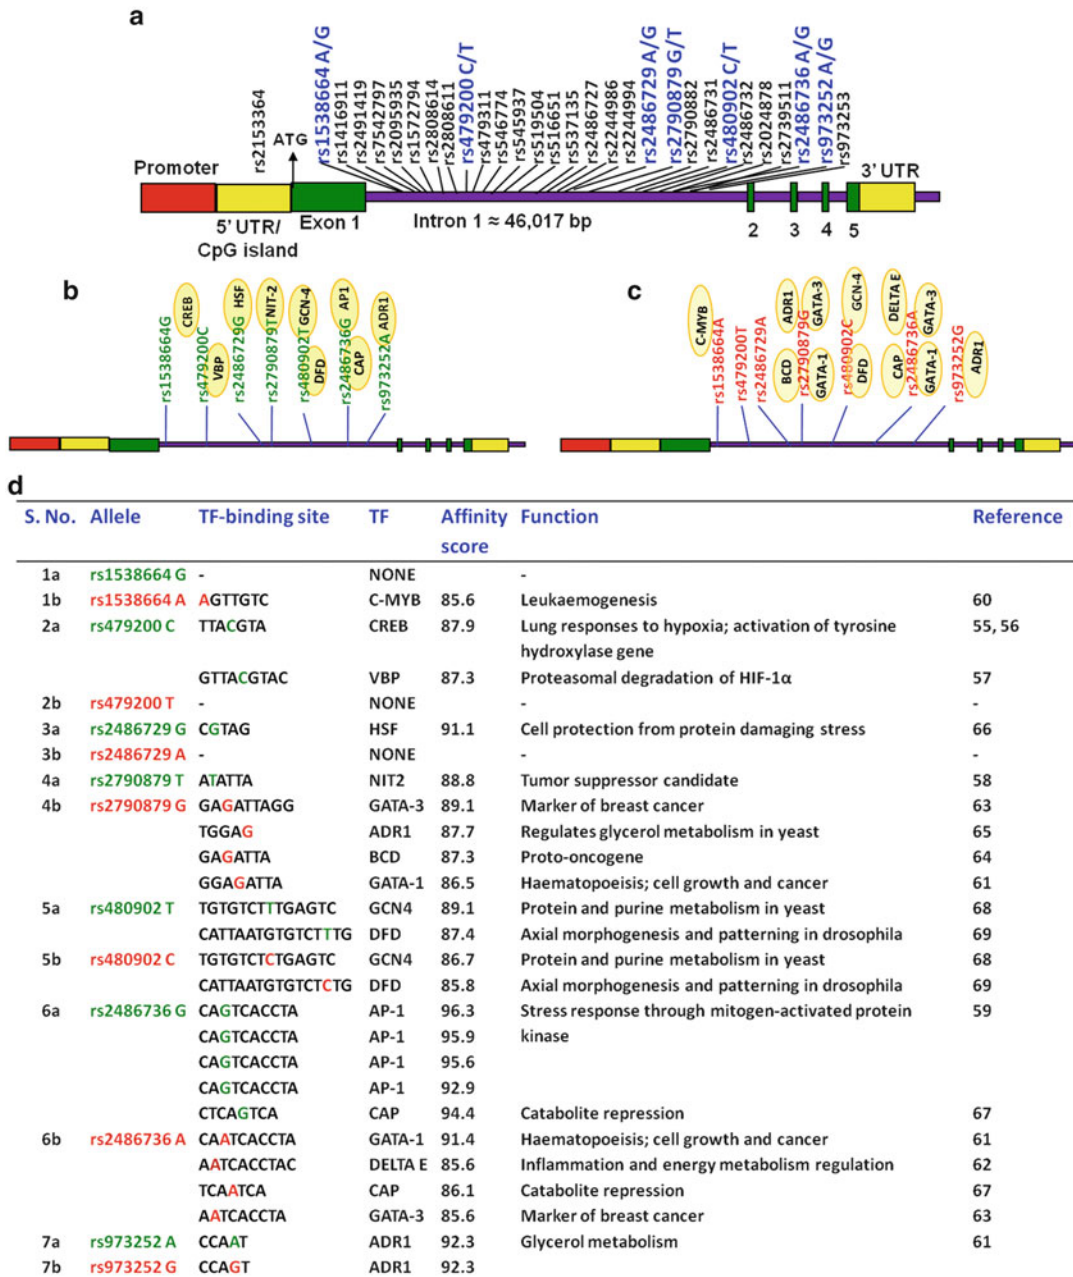 a
rs2153364
rs1538664 A/G
rs1416911
rs2491419
rs7542797
rs2095935
rs1572794
rs2808614
rs2808611
rs479200 C/T
rs479311
rs546774
rs545937
rs519504
rs516651
rs537135
rs2486727
rs2244986
rs2244994
rs2486729 A/G
rs2790879 G/T
rs2790882
rs2486731
rs480902 C/T
rs2486732
rs2024878
rs2739511
rs2486736 A/G
rs973252 A/G
rs973253
ATG
Promoter
3' UTR
5' UTR/
CpG island
Exon 1
Intron 1 ≈ 46,017 bp
2
3
4
5
b
CREB
HSF
NIT-2
GCN-4
AP1
ADR1
VBP
DFD
CAP
rs1538664G
rs479200C
rs2486729G
rs2790879T
rs480902T
rs2486736G
rs973252A
c
C-MYB
ADR1
GATA-3
GCN-4
DELTA E
GATA-3
BCD
GATA-1
DFD
CAP
GATA-1
ADR1
rs1538664A
rs479200T
rs2486729A
rs2790879G
rs480902C
rs2486736A
rs973252G
d
S. No. Allele TF-binding site TF Affinity score Function Reference
1a rs1538664 G - NONE -
1b rs1538664 A AGTTGTC C-MYB 85.6 Leukaemogenesis 60
2a rs479200 C TTACGTA CREB 87.9 Lung responses to hypoxia; activation of tyrosine 55, 56
hydroxylase gene
GTTACGTAC VBP 87.3 Proteasomal degradation of HIF-1α 57
2b rs479200 T - NONE - -
3a rs2486729 G CGTAG HSF 91.1 Cell protection from protein damaging stress 66
3b rs2486729 A - NONE - -
4a rs2790879 T ATATTA NIT2 88.8 Tumor suppressor candidate 58
4b rs2790879 G GAGATTAGG GATA-3 89.1 Marker of breast cancer 63
TGGAG ADR1 87.7 Regulates glycerol metabolism in yeast 65
GAGATTA BCD 87.3 Proto-oncogene 64
GGAGATTA GATA-1 86.5 Haematopoeisis; cell growth and cancer 61
5a rs480902 T TGTGTCTTTGAGTC GCN4 89.1 Protein and purine metabolism in yeast 68
CATTAATGTGTCTTTG DFD 87.4 Axial morphogenesis and patterning in drosophila 69
5b rs480902 C TGTGTCTCTGAGTC GCN4 86.7 Protein and purine metabolism in yeast 68
CATTAATGTGTCTCTG DFD 85.8 Axial morphogenesis and patterning in drosophila 69
6a rs2486736 G CAGTCACCTA AP-1 96.3 Stress response through mitogen-activated protein 59
CAGTCACCTA AP-1 95.9 kinase
CAGTCACCTA AP-1 95.6
CAGTCACCTA AP-1 92.9
CTCAGTCA CAP 94.4 Catabolite repression 67
6b rs2486736 A CAATCACCTA GATA-1 91.4 Haematopoeisis; cell growth and cancer 61
AATCACCTAC DELTA E 85.6 Inflammation and energy metabolism regulation 62
TCAATCA CAP 86.1 Catabolite repression 67
AATCACCTA GATA-3 85.6 Marker of breast cancer 63
7a rs973252 A CCAAT ADR1 92.3 Glycerol metabolism 61
7b rs973252 G CCAGT ADR1 92.3